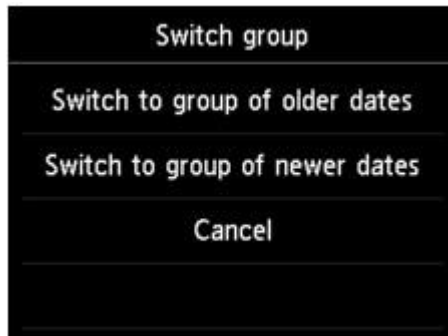 Switch group
Switch to group of older dates
Switch to group of newer dates
Cancel